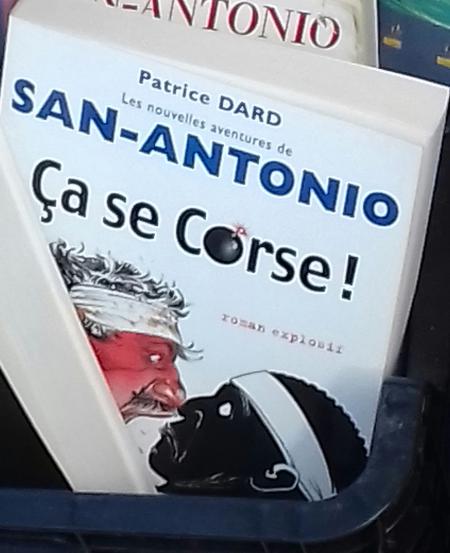 -ANTONIO
Patrice DARD
Les nouvelles aventures de
SAN-ANTONIO
Ça se Corse !
roman explosif